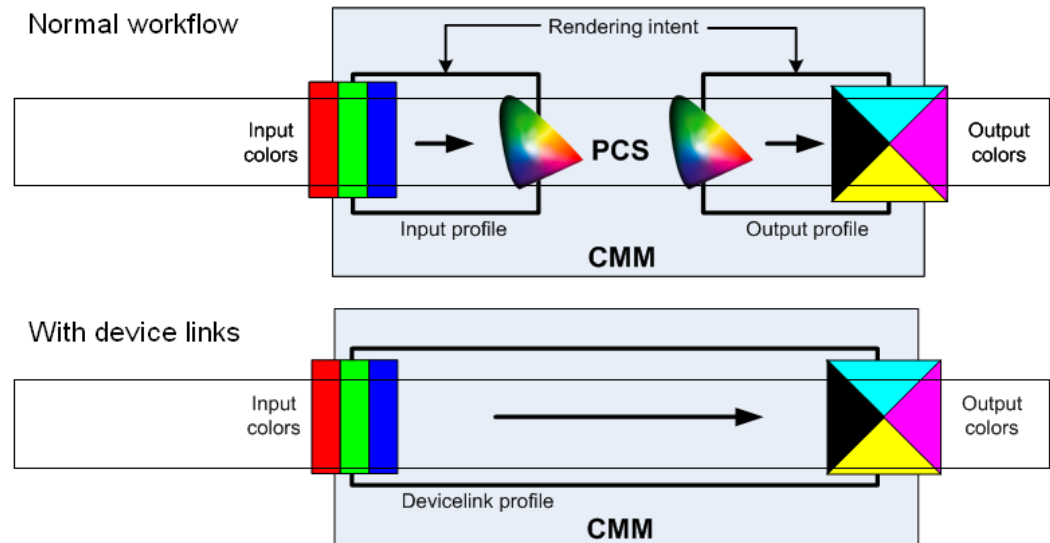 Normal workflow
Rendering intent
Input
colors
PCS
Output
colors
Input profile
Output profile
CMM
With device links
Input
colors
Output
colors
Devicelink profile
CMM